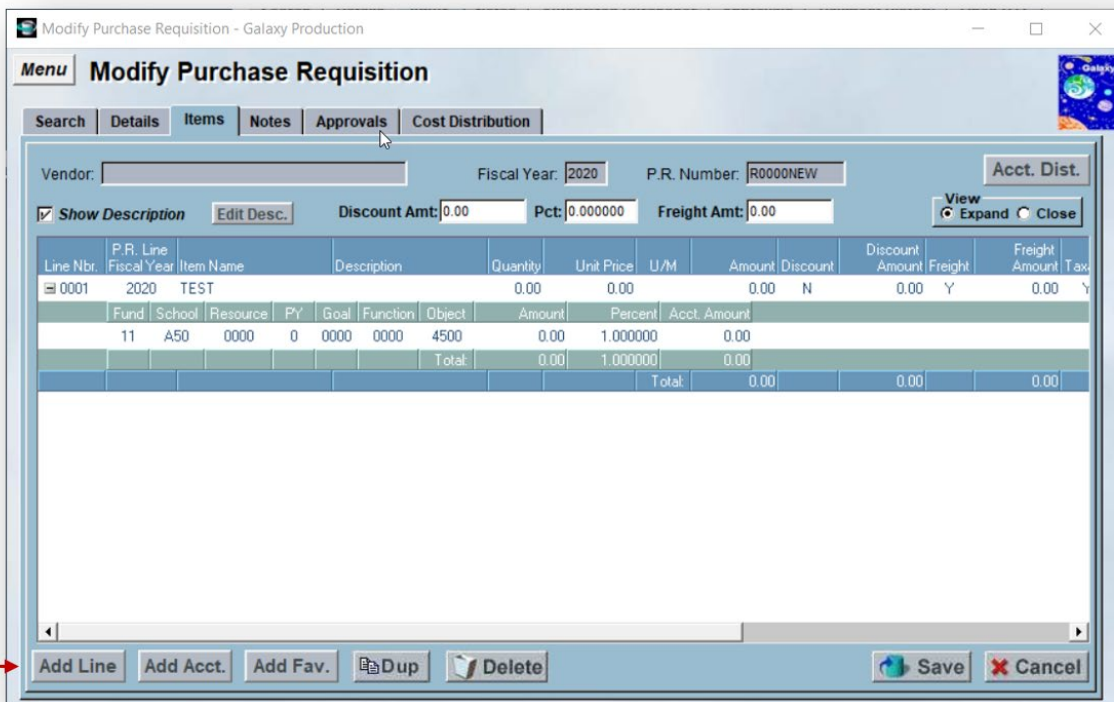 Modify Purchase Requisition - Galaxy Production
Menu Modify Purchase Requisition
Galaxy
Search Details Items Notes Approvals Cost Distribution
Vendor: Fiscal Year: 2020 P.R. Number: R0000NEW Acct. Dist.
Show Description Edit Desc. Discount Amt: 0.00 Pct: 0.000000 Freight Amt: 0.00 View Expand Close
P.R. Line Discount Freight
Line Nbr. Fiscal Year Item Name Description Quantity Unit Price U/M Amount Discount Amount Freight Amount
0001 2020 TEST 0.00 0.00 0.00 N 0.00 Y 0.00
Fund School Resource PY Goal Function Object Amount Percent Acct. Amount
11 A50 0000 0 0000 0000 4500 0.00 1.000000 0.00
Total: 0.00 1.000000 0.00
Total: 0.00 0.00 0.00
Add Line Add Acct. Add Fav. Dup Delete Save Cancel